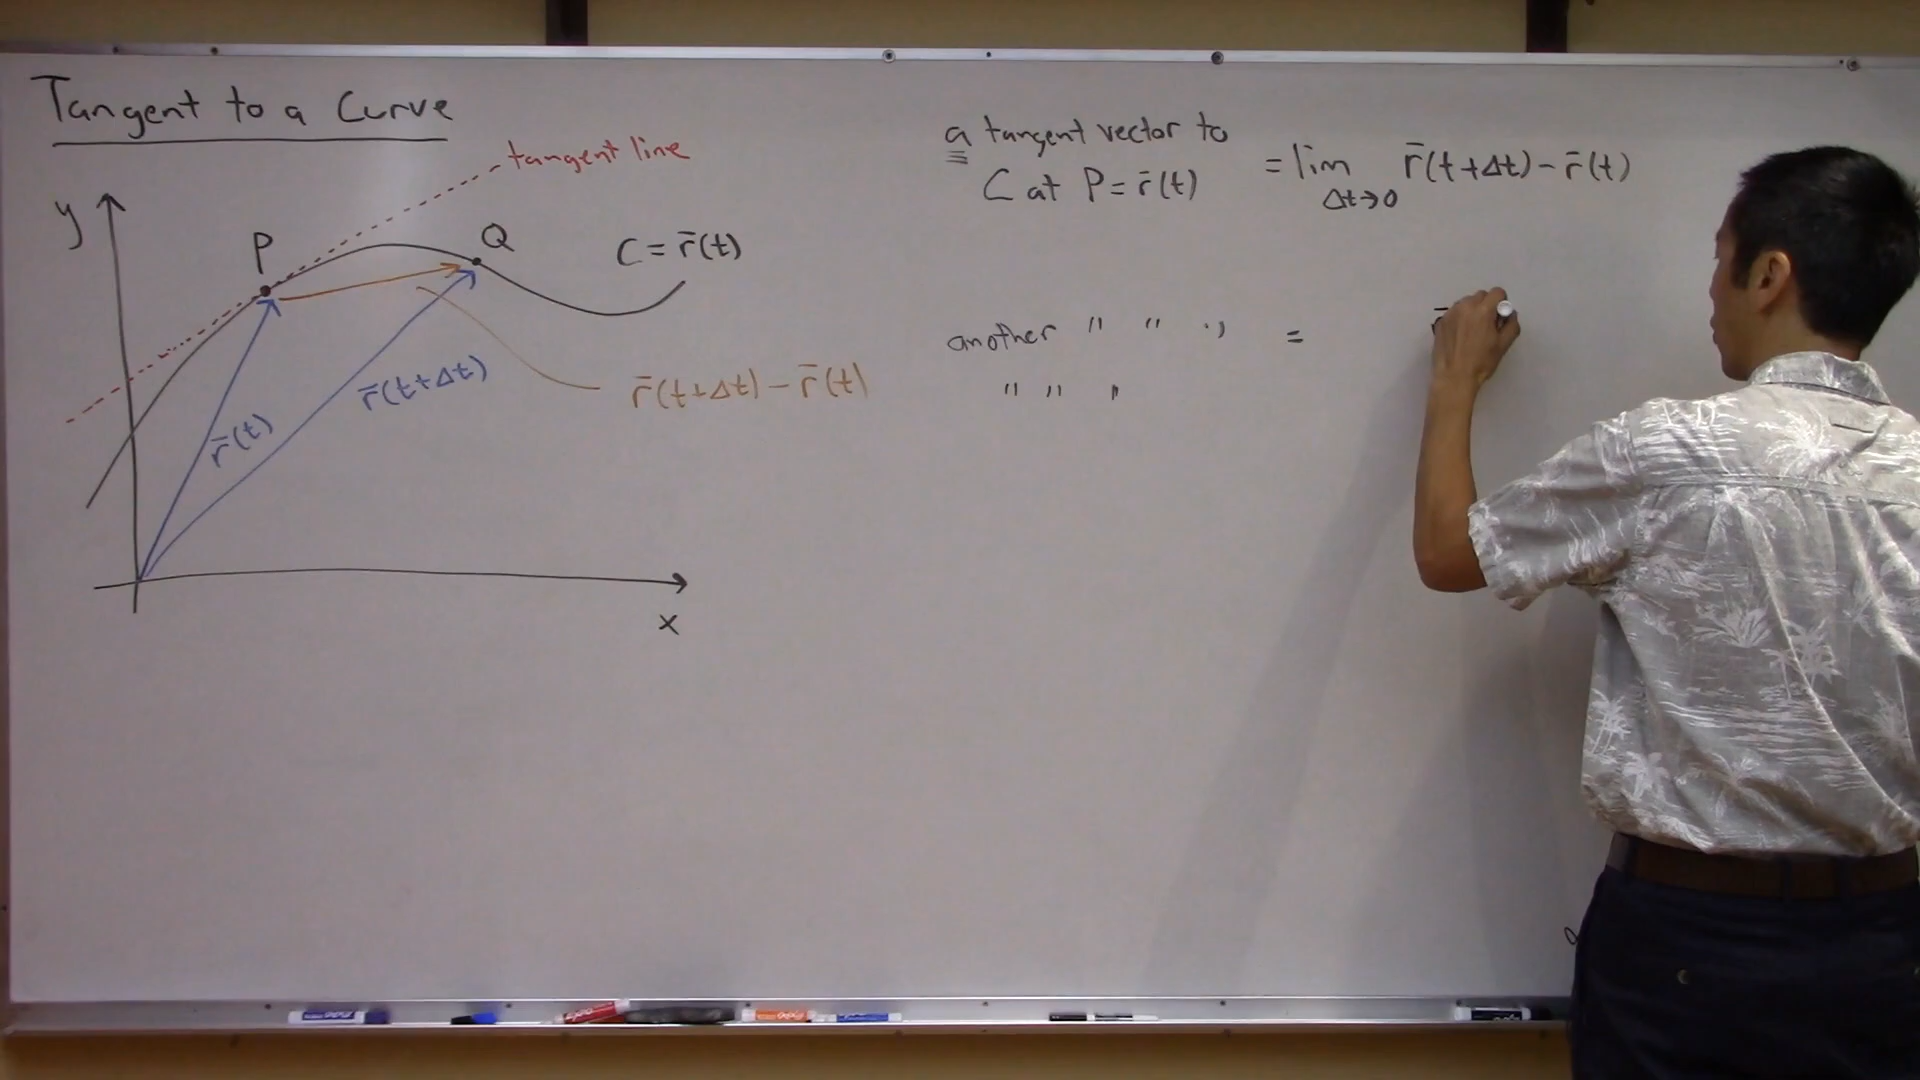 Tangent to a Curve
tangent line
y
P
Q
C = r̄(t)
r̄(t+Δt)
r̄(t)
r̄(t+Δt) - r̄(t)
x
a tangent vector to
C at P = r̄(t)
= lim r̄(t+Δt) - r̄(t)
Δt→0
another " " " =
" " "